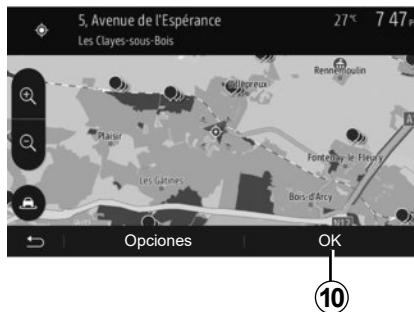 5, Avenue de l'Espérance
27°C 7 47 P
Les Clayes-sous-Bois
Rennemoulin
Plaisir
Fontenay-le-Fleury
Les Gâtines
Bois-d'Arcy
N12
Opciones OK
10